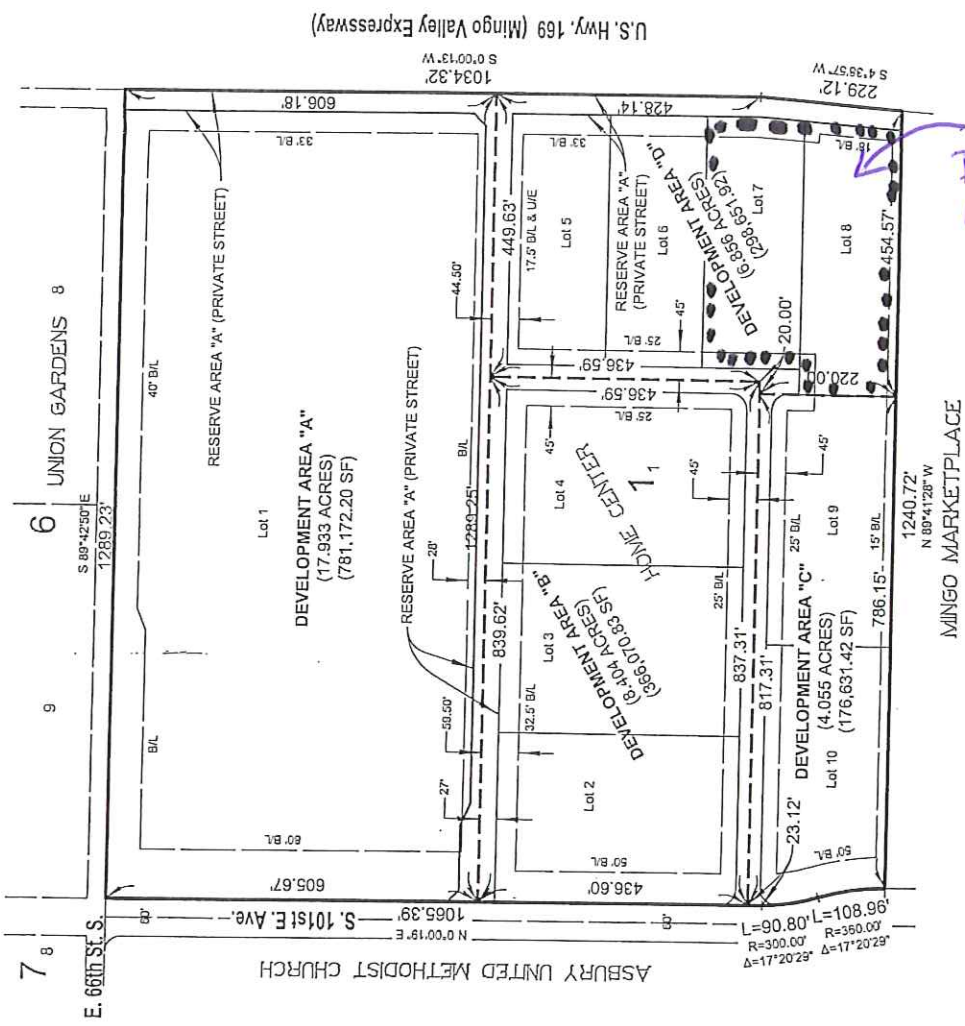 U.S. Hwy. 169 (Mingo Valley Expressway)
S 0°00'13" W
1034.32'
606.18'
428.14'
S 4°36'57" W
229.12'
6
UNION GARDENS 8
9
S 89°42'50" E
1289.23'
7 8
E. 66th St. S.
RESERVE AREA "A" (PRIVATE STREET)
40' B/L
B/L
33' B/L
60' B/L
Lot 1
DEVELOPMENT AREA "A"
(17.933 ACRES)
(781,172.20 SF)
B/L
RESERVE AREA "A" (PRIVATE STREET)
28'
1289.25'
44.50'
59.50'
27'
839.62'
449.63'
33' B/L
17.5' B/L & U/E
Lot 5
Lot 6
RESERVE AREA "A"
(PRIVATE STREET)
DEVELOPMENT AREA "D"
(6.856 ACRES)
(298,651.92)
Lot 7
18' B/L
Lot 8
25' B/L
45'
436.59'
436.59'
20.00'
220.0
454.57'
25' B/L
45'
Lot 4
HOME CENTER
1
1
Lot 3
32.5' B/L
DEVELOPMENT AREA "B"
(8.404 ACRES)
(366,070.83 SF)
Lot 2
50' B/L
25' B/L
45'
45'
837.31'
817.31'
25' B/L
Lot 9
15' B/L
DEVELOPMENT AREA "C"
(4.055 ACRES)
(176,631.42 SF)
Lot 10
50' B/L
23.12'
786.15'
1240.72'
N 89°41'28" W
MINGO MARKETPLACE
605.67'
436.60'
60'
60'
S. 101st E. Ave.
1065.39'
N 0°00'19" E
L=90.80'
R=300.00'
Δ=17°20'29"
L=108.96'
R=360.00'
Δ=17°20'29"
ASBURY UNITED METHODIST CHURCH